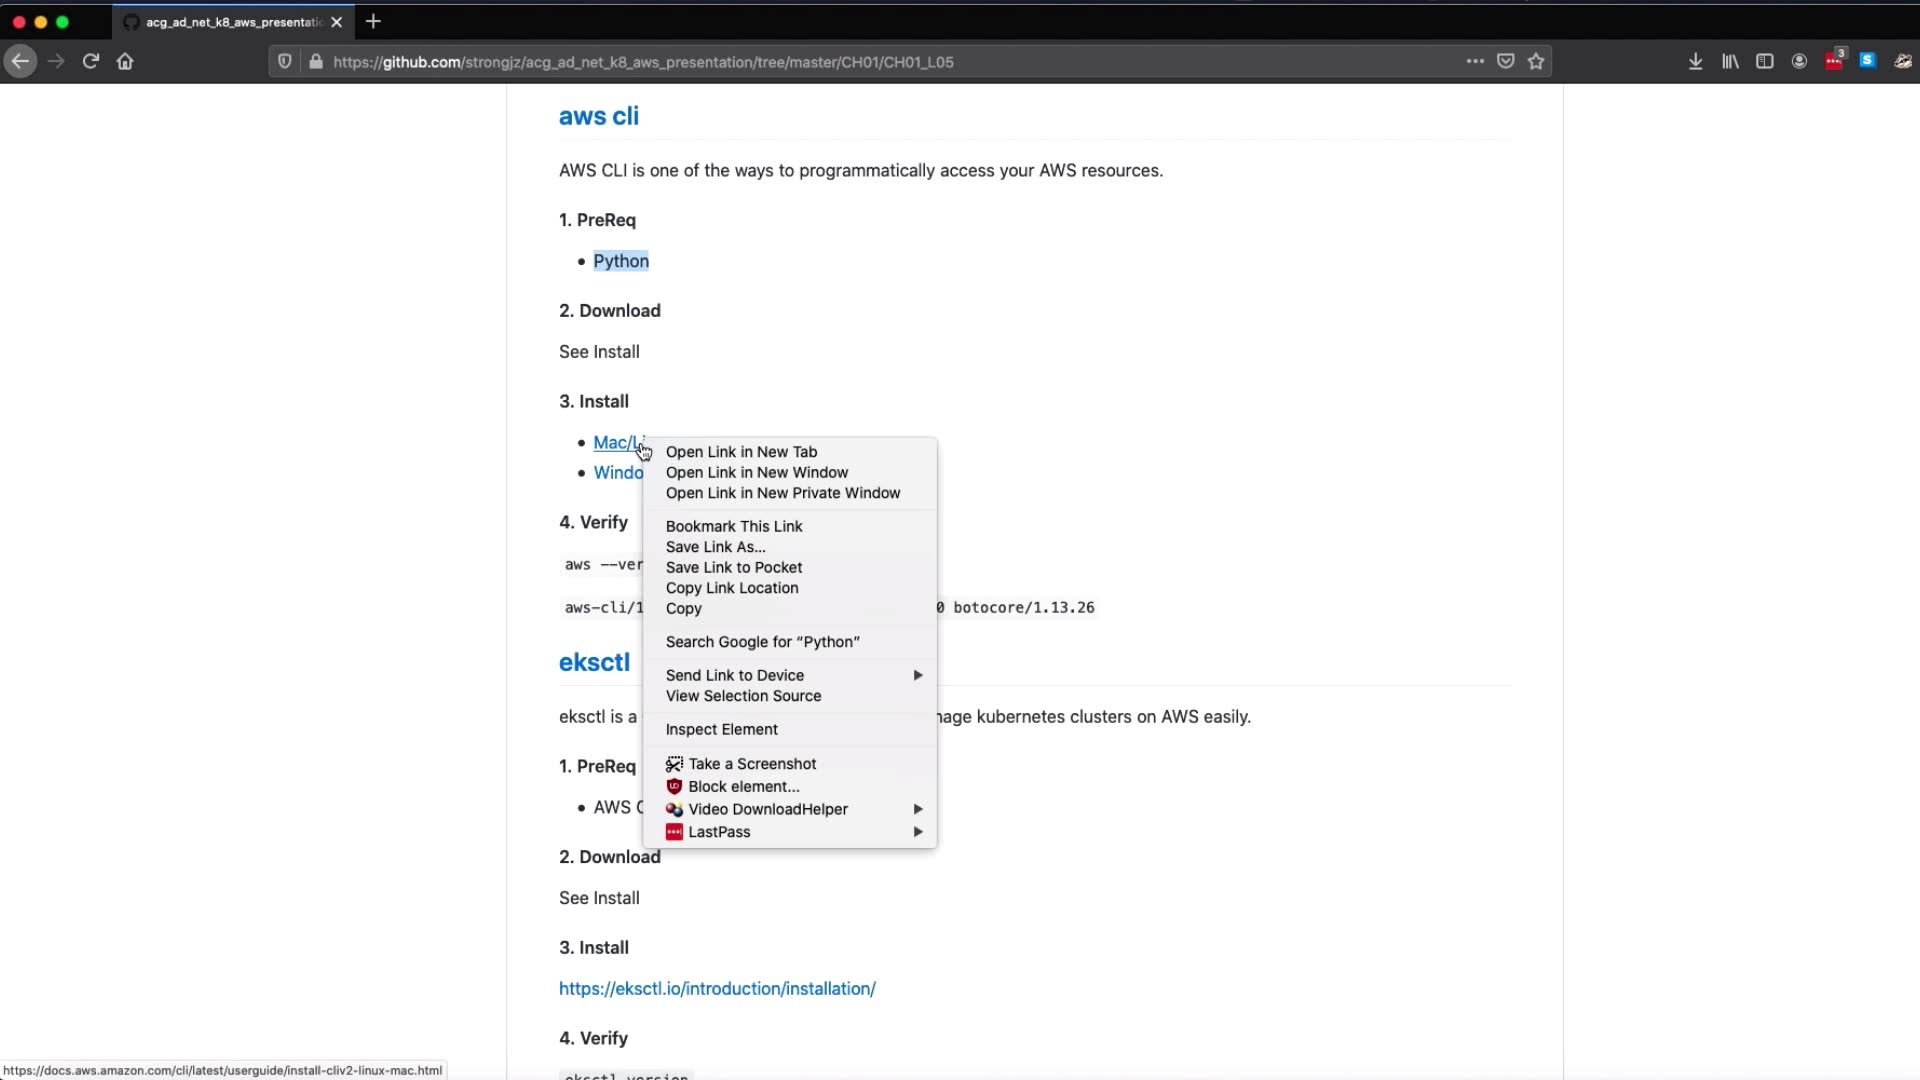 acg_ad_net_k8_aws_presentati
https://github.com/strongjz/acg_ad_net_k8_aws_presentation/tree/master/CH01/CH01_L05
3
S
aws cli
AWS CLI is one of the ways to programmatically access your AWS resources.
1. PreReq
Python
2. Download
See Install
3. Install
Mac/Li
Windo
4. Verify
aws --ver
aws-cli/1 0 botocore/1.13.26
Open Link in New Tab
Open Link in New Window
Open Link in New Private Window
Bookmark This Link
Save Link As...
Save Link to Pocket
Copy Link Location
Copy
Search Google for “Python”
Send Link to Device
View Selection Source
Inspect Element
Take a Screenshot
Block element...
Video DownloadHelper
LastPass
eksctl
eksctl is a nage kubernetes clusters on AWS easily.
1. PreReq
AWS C
2. Download
See Install
3. Install
https://eksctl.io/introduction/installation/
4. Verify
eksctl version
https://docs.aws.amazon.com/cli/latest/userguide/install-cliv2-linux-mac.html